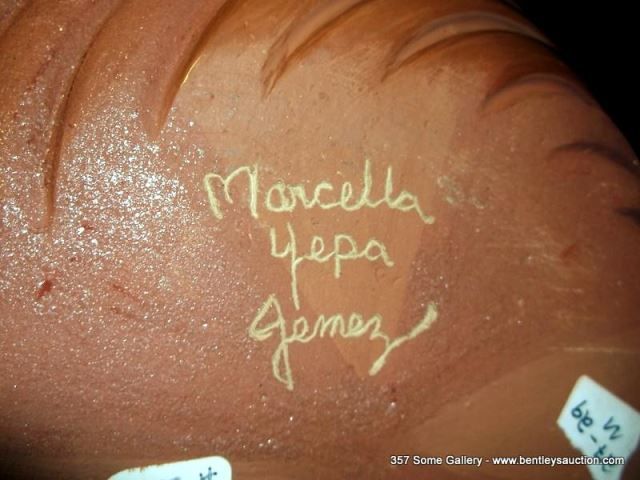 Marcella
Yepa
Jemez
357 Some Gallery - www.bentleysauction.com